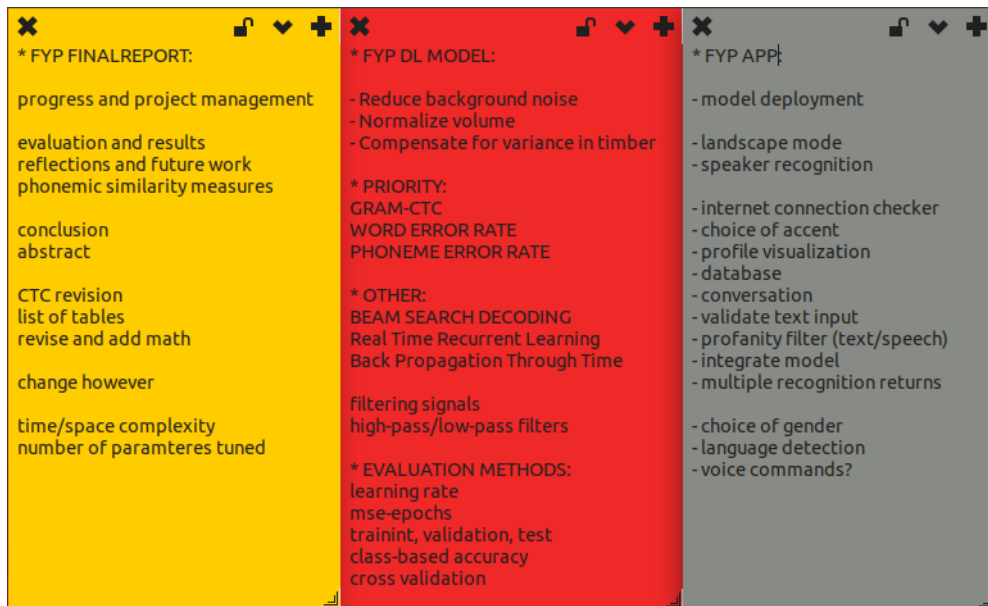 * FYP FINALREPORT:
progress and project management
evaluation and results
reflections and future work
phonemic similarity measures
conclusion
abstract
CTC revision
list of tables
revise and add math
change however
time/space complexity
number of paramteres tuned
* FYP DL MODEL:
- Reduce background noise
- Normalize volume
- Compensate for variance in timber
* PRIORITY:
GRAM-CTC
WORD ERROR RATE
PHONEME ERROR RATE
* OTHER:
BEAM SEARCH DECODING
Real Time Recurrent Learning
Back Propagation Through Time
filtering signals
high-pass/low-pass filters
* EVALUATION METHODS:
learning rate
mse-epochs
trainint, validation, test
class-based accuracy
cross validation
* FYP APP:
- model deployment
- landscape mode
- speaker recognition
- internet connection checker
- choice of accent
- profile visualization
- database
- conversation
- validate text input
- profanity filter (text/speech)
- integrate model
- multiple recognition returns
- choice of gender
- language detection
- voice commands?